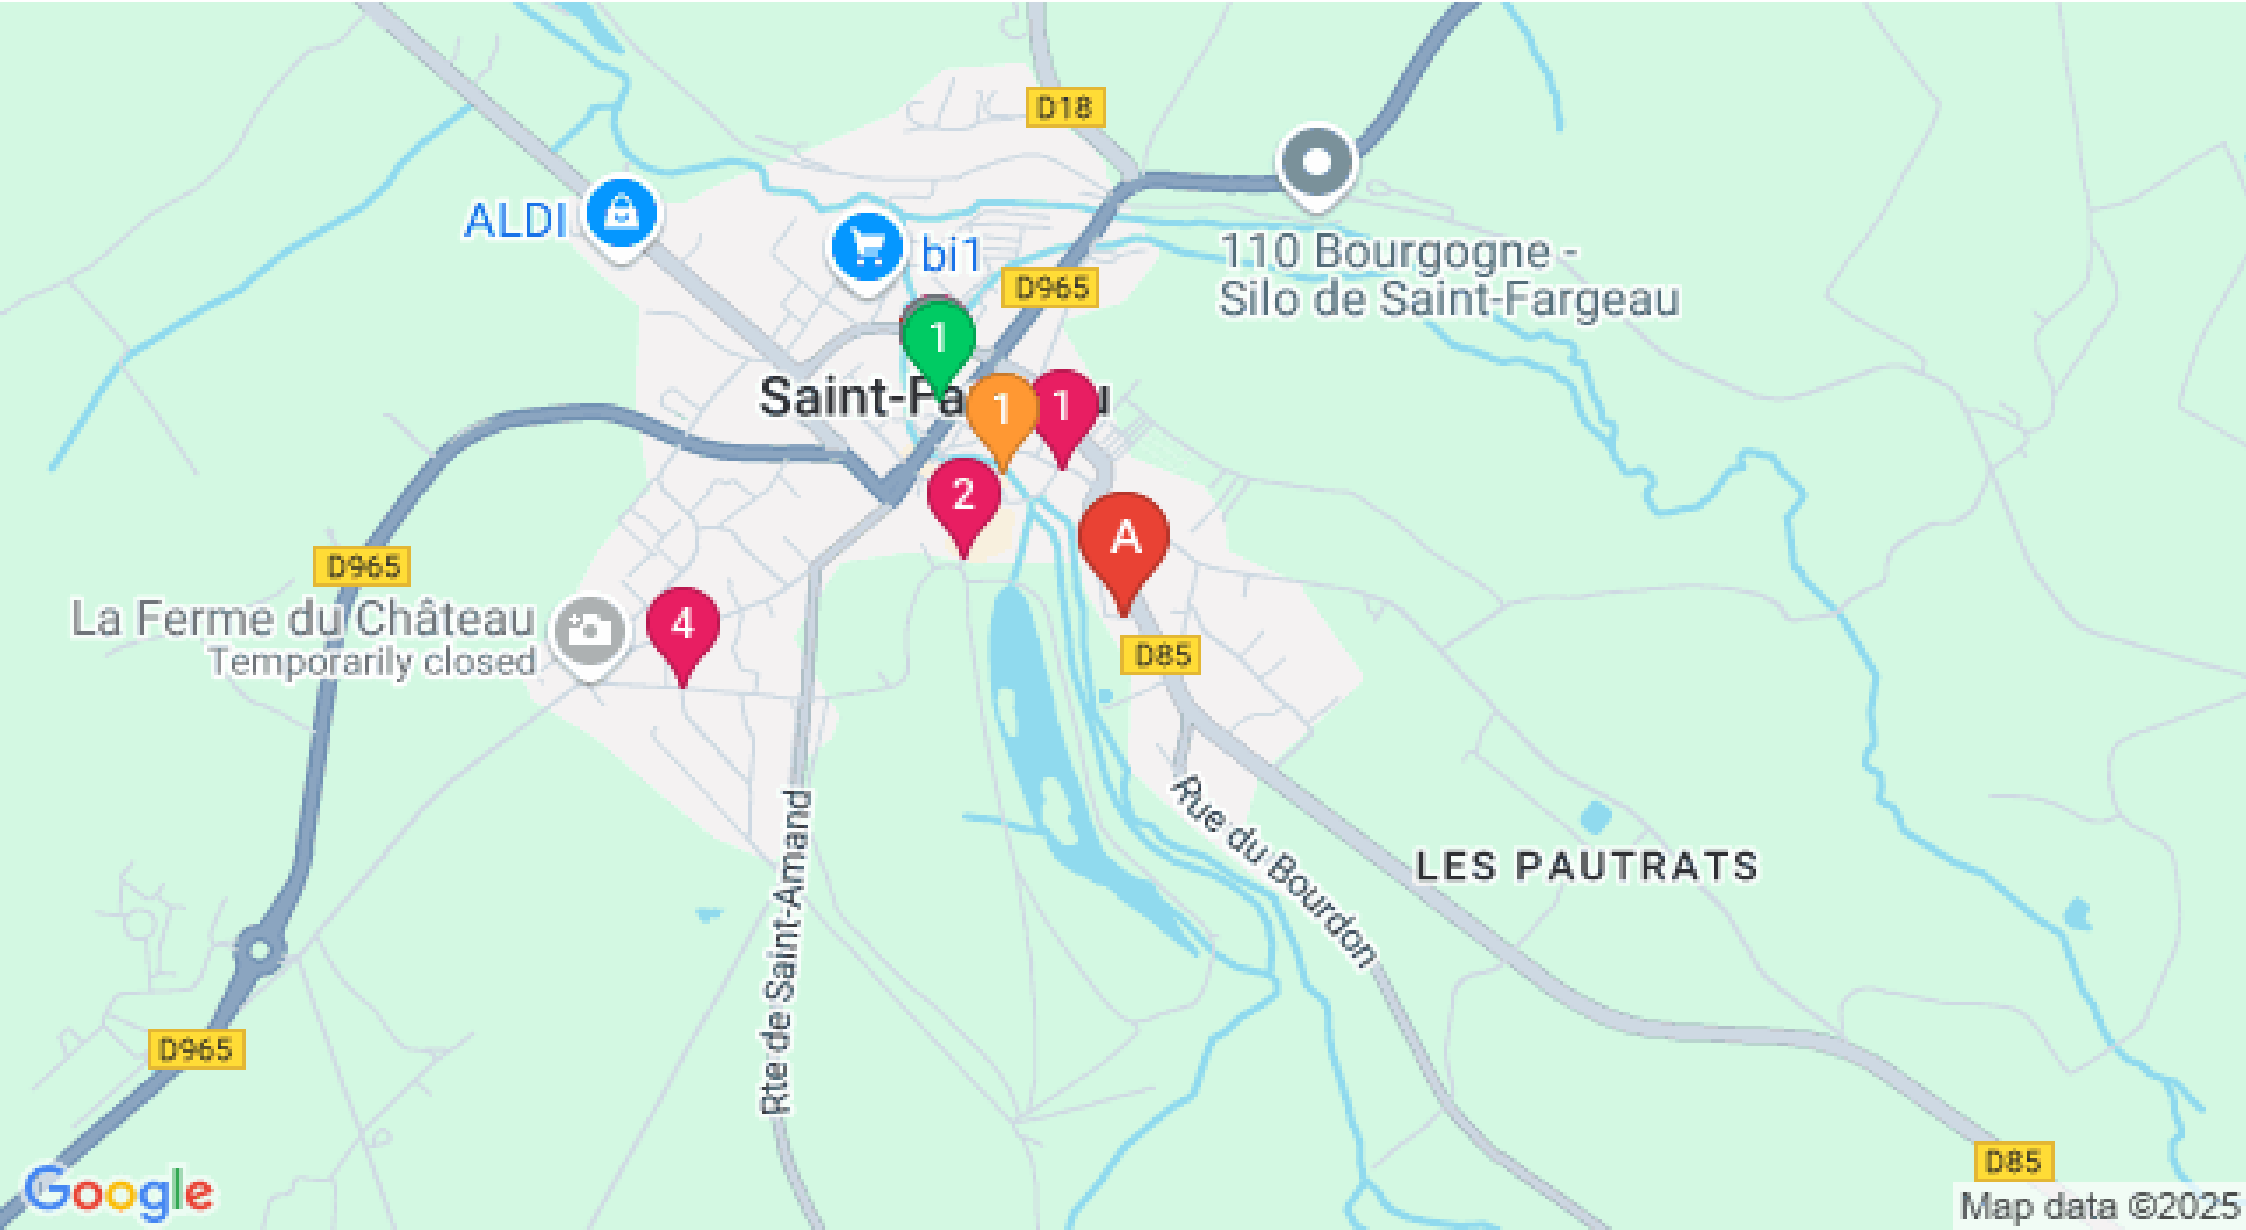 D18
ALDI
bi1
110 Bourgogne -
Silo de Saint-Fargeau
D965
1
Saint-Fa
u
1
1
2
A
D965
La Ferme du Château
Temporarily closed
4
D85
Rue du Bourdon
LES PAUTRATS
Rte de Saint-Amand
D965
D85
Google
Map data ©2025